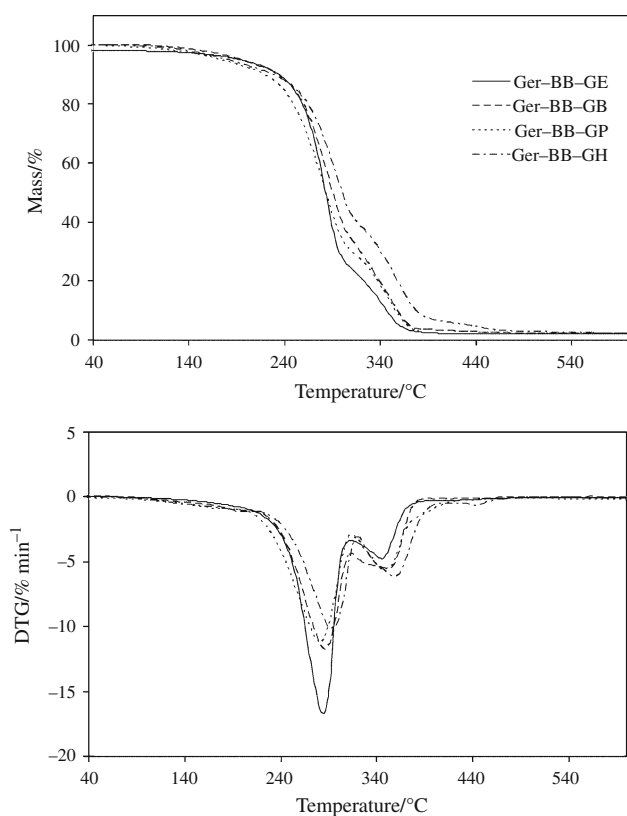 100
80
60
40
20
0
Mass/%
Ger–BB–GE
Ger–BB–GB
Ger–BB–GP
Ger–BB–GH
40 140 240 340 440 540
Temperature/°C
5
0
–5
–10
–15
–20
DTG/% min⁻¹
40 140 240 340 440 540
Temperature/°C